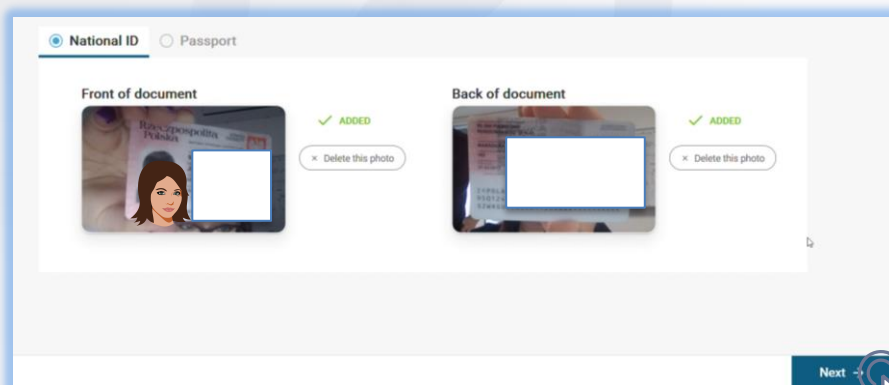 National ID
Passport
Front of document
Back of document
Rzeczpospolita
Polska
ADDED
× Delete this photo
ADDED
× Delete this photo
Next →